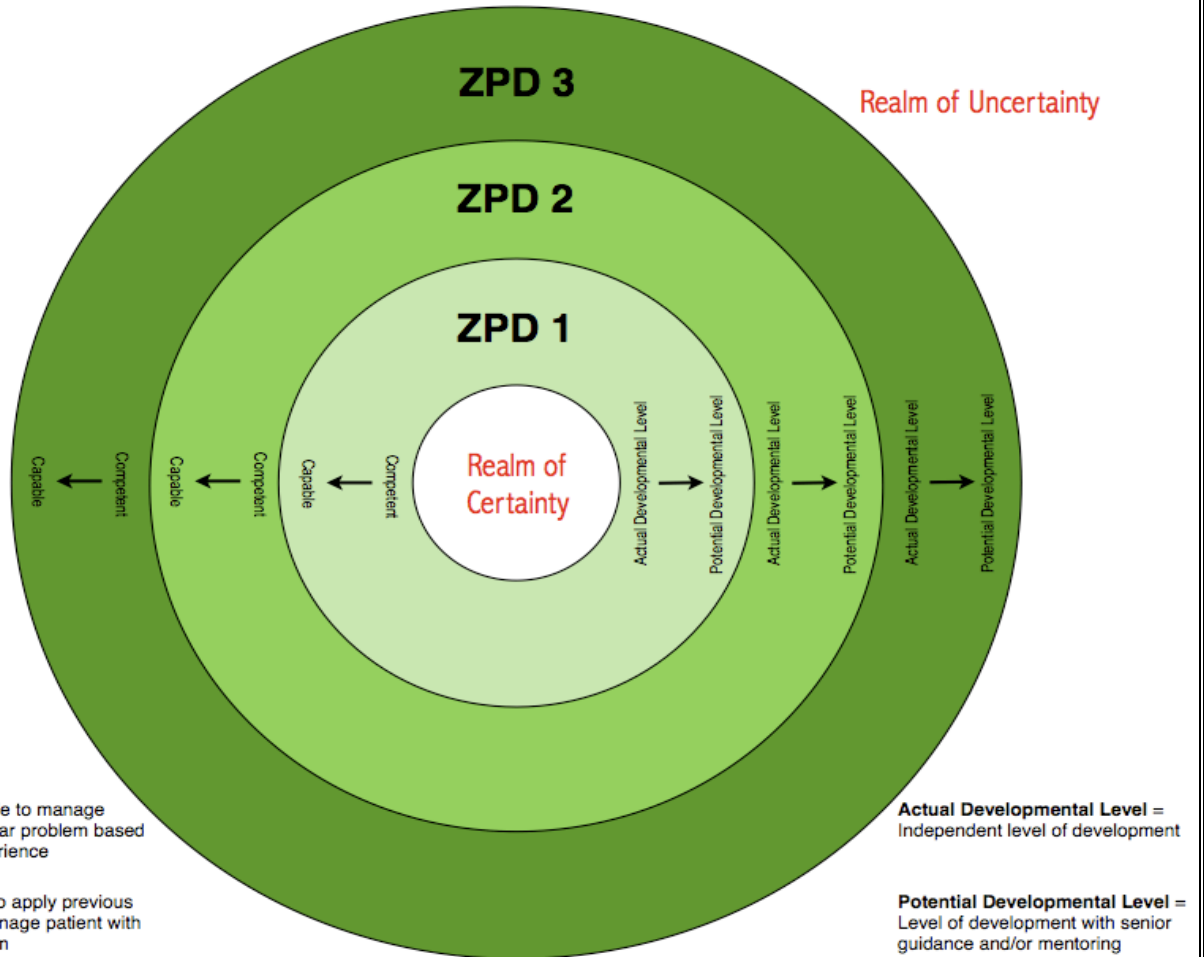 ZPD 3
Realm of Uncertainty
ZPD 2
ZPD 1
Realm of
Certainty
Capable
Competent
Capable
Competent
Capable
Competent
Actual Developmental Level
Potential Developmental Level
Actual Developmental Level
Potential Developmental Level
Actual Developmental Level
Potential Developmental Level
to manage
problem based
to apply previous
patient with
Actual Developmental Level =
Independent level of development
Potential Developmental Level =
Level of development with senior
guidance and/or mentoring